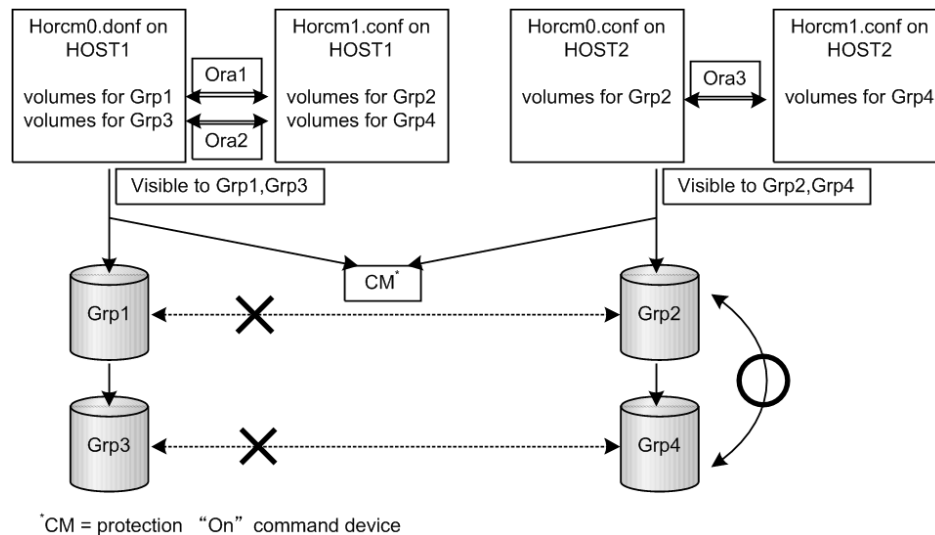 Horcm0.donf on
HOST1
volumes for Grp1
volumes for Grp3
Ora1
Ora2
Horcm1.conf on
HOST1
volumes for Grp2
volumes for Grp4
Horcm0.conf on
HOST2
volumes for Grp2
Ora3
Horcm1.conf on
HOST2
volumes for Grp4
Visible to Grp1,Grp3
Visible to Grp2,Grp4
CM*
Grp1
Grp2
Grp3
Grp4
*CM = protection “On” command device